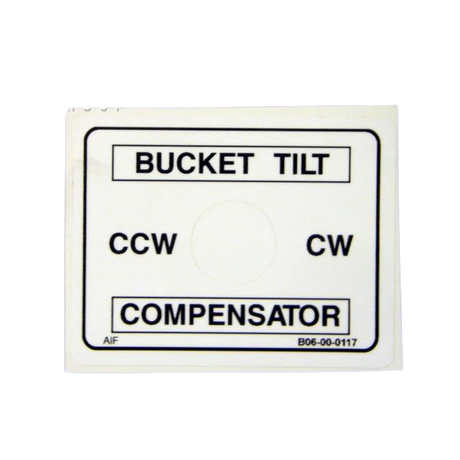 BUCKET TILT
CCW CW
COMPENSATOR
AIF B06-00-0117